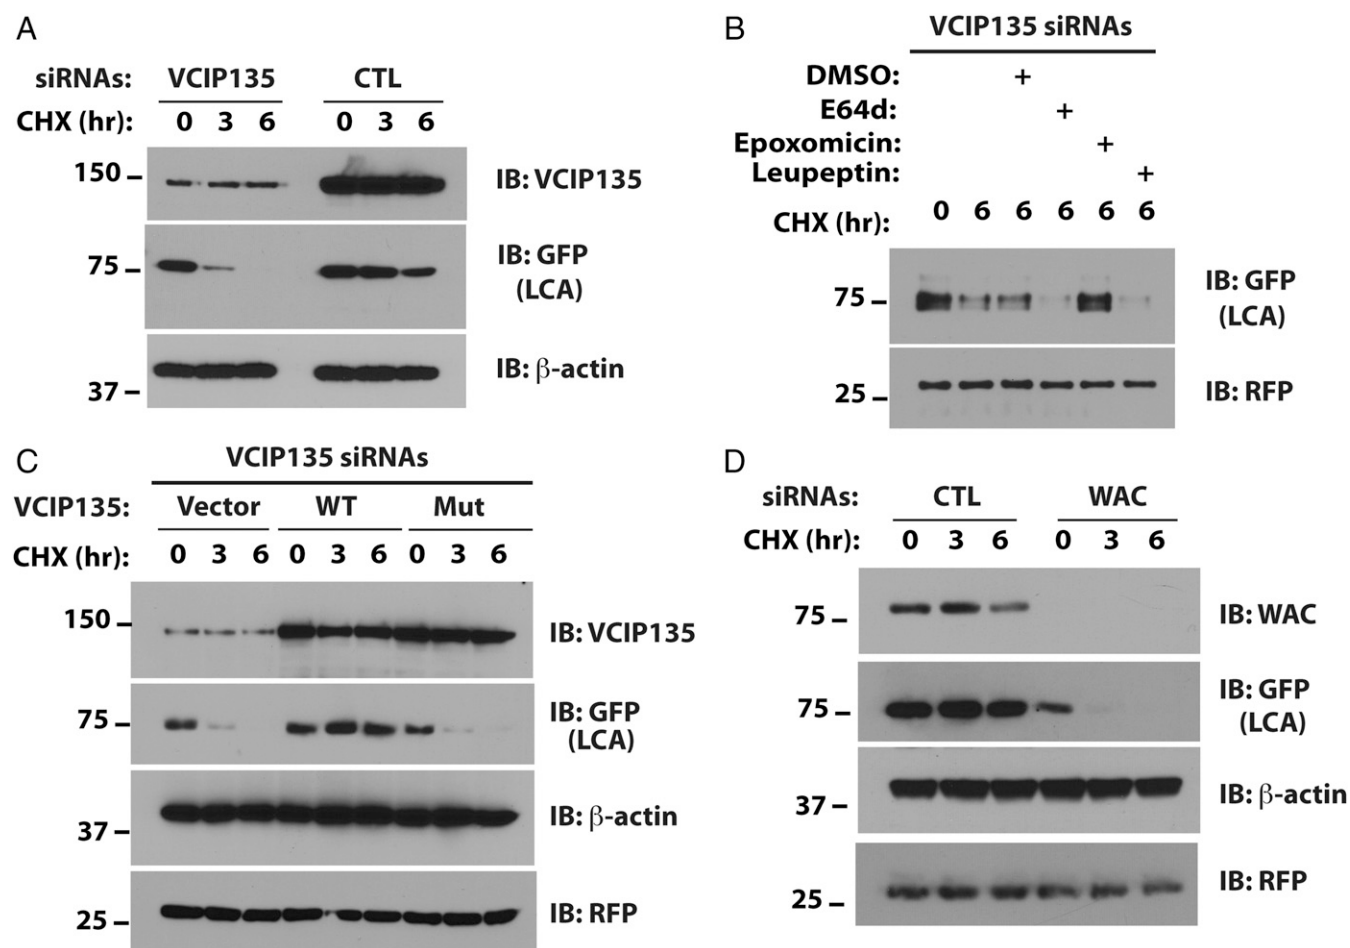 A
siRNAs: VCIP135 CTL
CHX (hr): 0 3 6 0 3 6
150 IB: VCIP135
75 IB: GFP
(LCA)
37 IB: β-actin
B
VCIP135 siRNAs
DMSO: +
E64d: +
Epoxomicin: +
Leupeptin: +
CHX (hr): 0 6 6 6 6 6
75 IB: GFP
(LCA)
25 IB: RFP
C
VCIP135 siRNAs
VCIP135: Vector WT Mut
CHX (hr): 0 3 6 0 3 6 0 3 6
150 IB: VCIP135
75 IB: GFP
(LCA)
37 IB: β-actin
25 IB: RFP
D
siRNAs: CTL WAC
CHX (hr): 0 3 6 0 3 6
75 IB: WAC
75 IB: GFP
(LCA)
37 IB: β-actin
25 IB: RFP